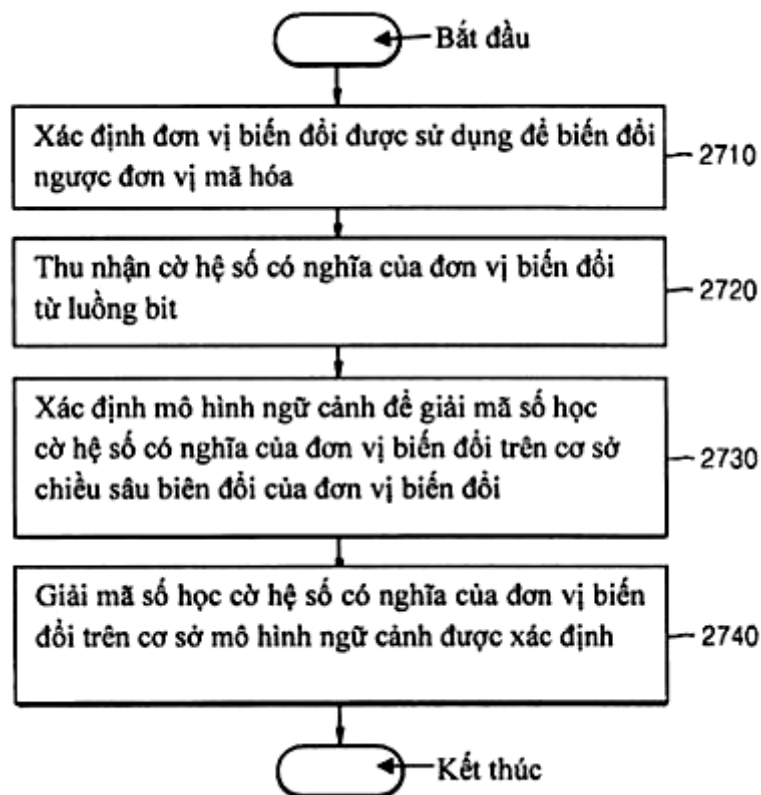 Bắt đầu
Xác định đơn vị biến đổi được sử dụng để biến đổi
ngược đơn vị mã hóa
2710
Thu nhận cờ hệ số có nghĩa của đơn vị biến đổi
từ luồng bit
2720
Xác định mô hình ngữ cảnh để giải mã số học
cờ hệ số có nghĩa của đơn vị biến đổi trên cơ sở
chiều sâu biên đổi của đơn vị biến đổi
2730
Giải mã số học cờ hệ số có nghĩa của đơn vị biến
đổi trên cơ sở mô hình ngữ cảnh được xác định
2740
Kết thúc